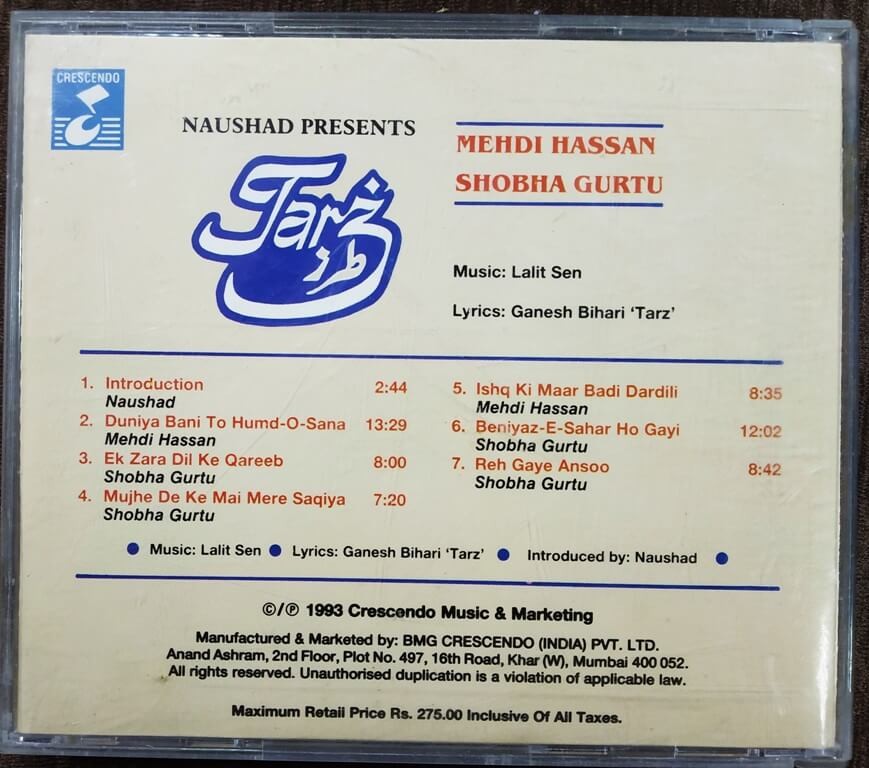 CRESCENDO
NAUSHAD PRESENTS
Tarz
طرز
MEHDI HASSAN
SHOBHA GURTU
Music: Lalit Sen
Lyrics: Ganesh Bihari ‘Tarz’
1. Introduction 2:44
Naushad
2. Duniya Bani To Humd-O-Sana 13:29
Mehdi Hassan
3. Ek Zara Dil Ke Qareeb 8:00
Shobha Gurtu
4. Mujhe De Ke Mai Mere Saqiya 7:20
Shobha Gurtu
5. Ishq Ki Maar Badi Dardili 8:35
Mehdi Hassan
6. Beniyaz-E-Sahar Ho Gayi 12:02
Shobha Gurtu
7. Reh Gaye Ansoo 8:42
Shobha Gurtu
● Music: Lalit Sen ● Lyrics: Ganesh Bihari ‘Tarz’ ● Introduced by: Naushad ●
©/℗ 1993 Crescendo Music & Marketing
Manufactured & Marketed by: BMG CRESCENDO (INDIA) PVT. LTD.
Anand Ashram, 2nd Floor, Plot No. 497, 16th Road, Khar (W), Mumbai 400 052.
All rights reserved. Unauthorised duplication is a violation of applicable law.
Maximum Retail Price Rs. 275.00 Inclusive Of All Taxes.